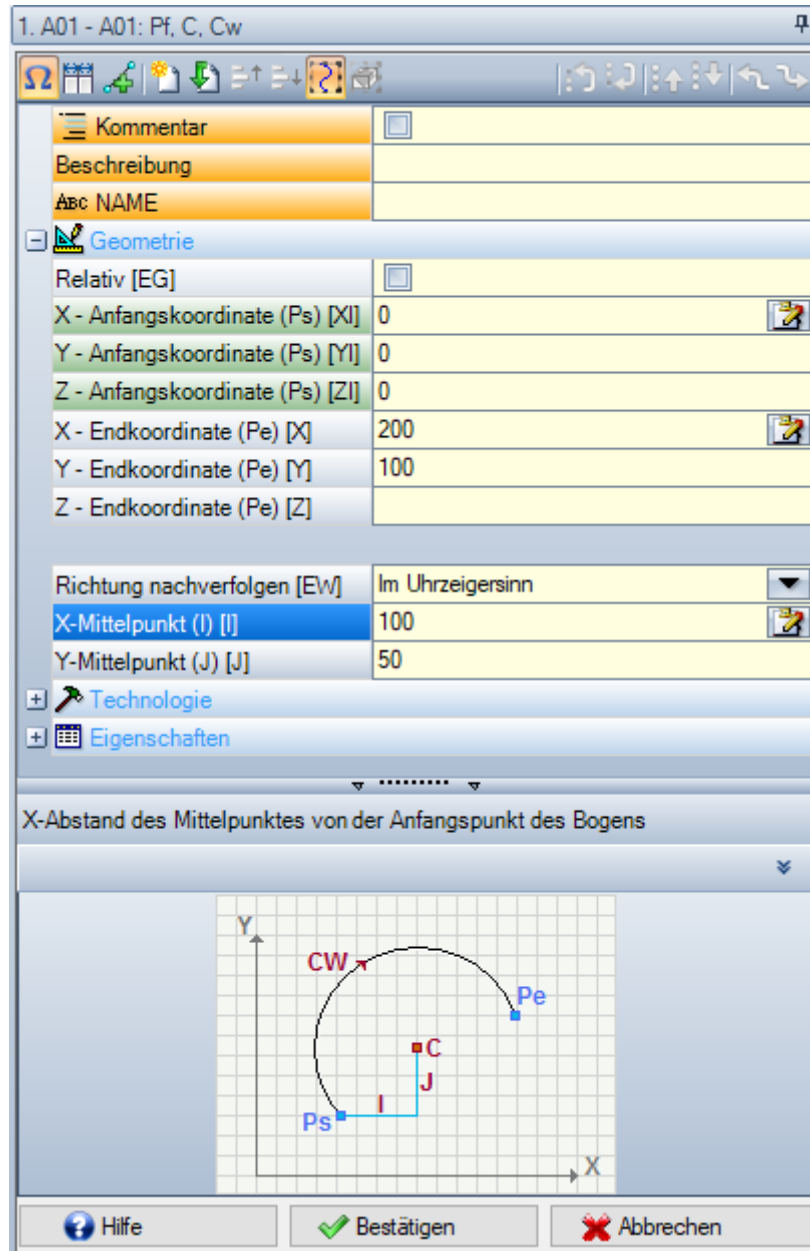 1. A01 - A01: Pf, C, Cw
Kommentar
Beschreibung
ABC NAME
Geometrie
Relativ [EG]
X - Anfangskoordinate (Ps) [XI] 0
Y - Anfangskoordinate (Ps) [YI] 0
Z - Anfangskoordinate (Ps) [ZI] 0
X - Endkoordinate (Pe) [X] 200
Y - Endkoordinate (Pe) [Y] 100
Z - Endkoordinate (Pe) [Z]
Richtung nachverfolgen [EW] Im Uhrzeigersinn
X-Mittelpunkt (I) [I] 100
Y-Mittelpunkt (J) [J] 50
Technologie
Eigenschaften
X-Abstand des Mittelpunktes von der Anfangspunkt des Bogens
Y
CW
Pe
C
J
I
Ps
X
Hilfe Bestätigen Abbrechen